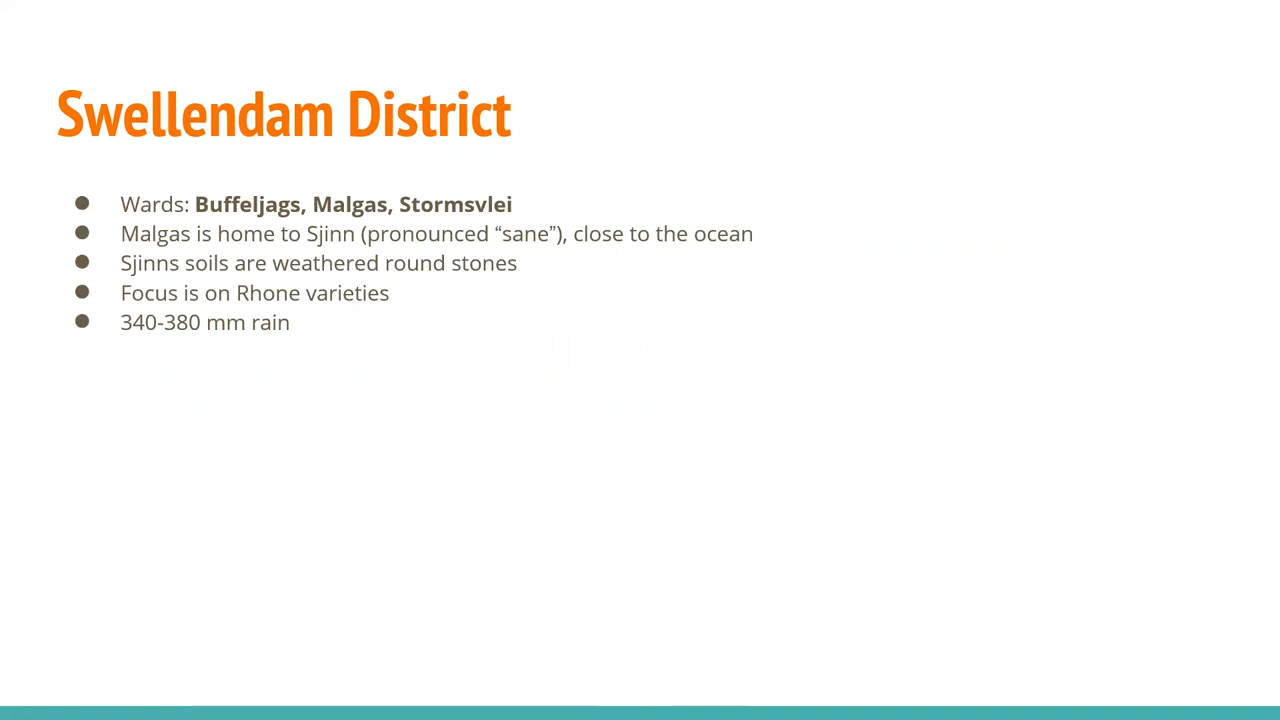 Swellendam District
● Wards: Buffeljags, Malgas, Stormsvlei
● Malgas is home to Sjinn (pronounced “sane”), close to the ocean
● Sjinns soils are weathered round stones
● Focus is on Rhone varieties
● 340-380 mm rain